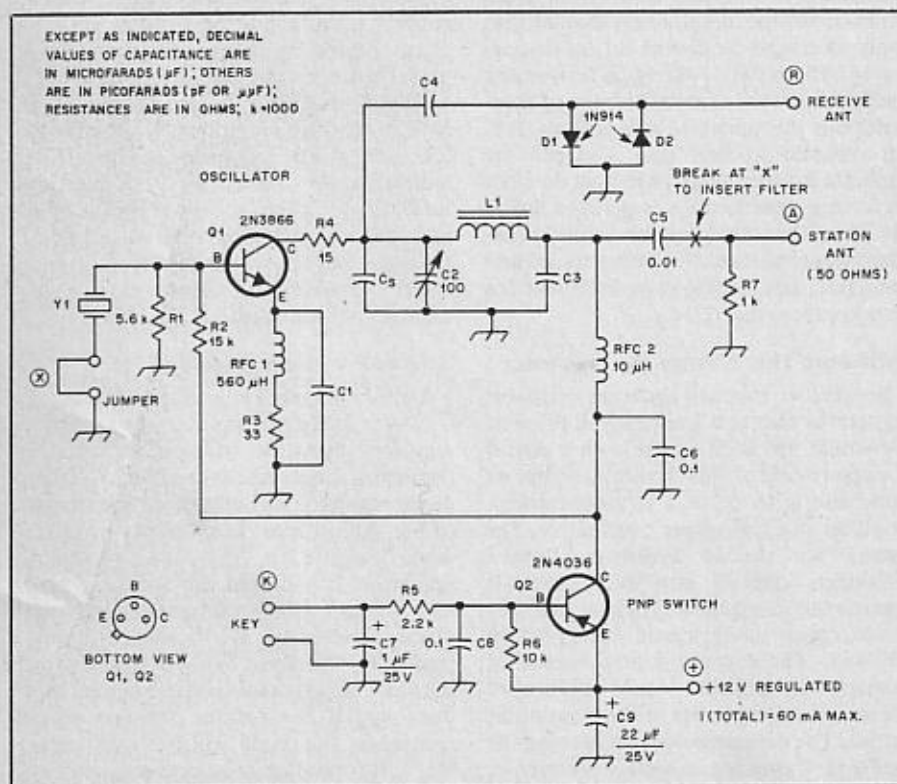 EXCEPT AS INDICATED, DECIMAL
VALUES OF CAPACITANCE ARE
IN MICROFARADS (µF); OTHERS
ARE IN PICOFARADS (pF OR µµF);
RESISTANCES ARE IN OHMS; k=1000
C4
R
RECEIVE
ANT
1N914
D1
D2
OSCILLATOR
BREAK AT "X"
TO INSERT FILTER
2N3866
Q1
R4
15
L1
C5
0.01
X
A
STATION
ANT
(50 OHMS)
B
C
E
Y1
5.6 k
R1
R2
15 k
C5
C2
100
C3
R7
1 k
X
JUMPER
RFC 1
560 µH
C1
R3
33
RFC 2
10 µH
C6
0.1
2N4036
Q2
B
C
E
PNP SWITCH
K
KEY
R5
2.2 k
+
C7
1 µF
25V
0.1
C8
R6
10 k
+
+12 V REGULATED
I (TOTAL) = 60 mA MAX.
+
C9
22 µF
25V
B
E
C
BOTTOM VIEW
Q1, Q2